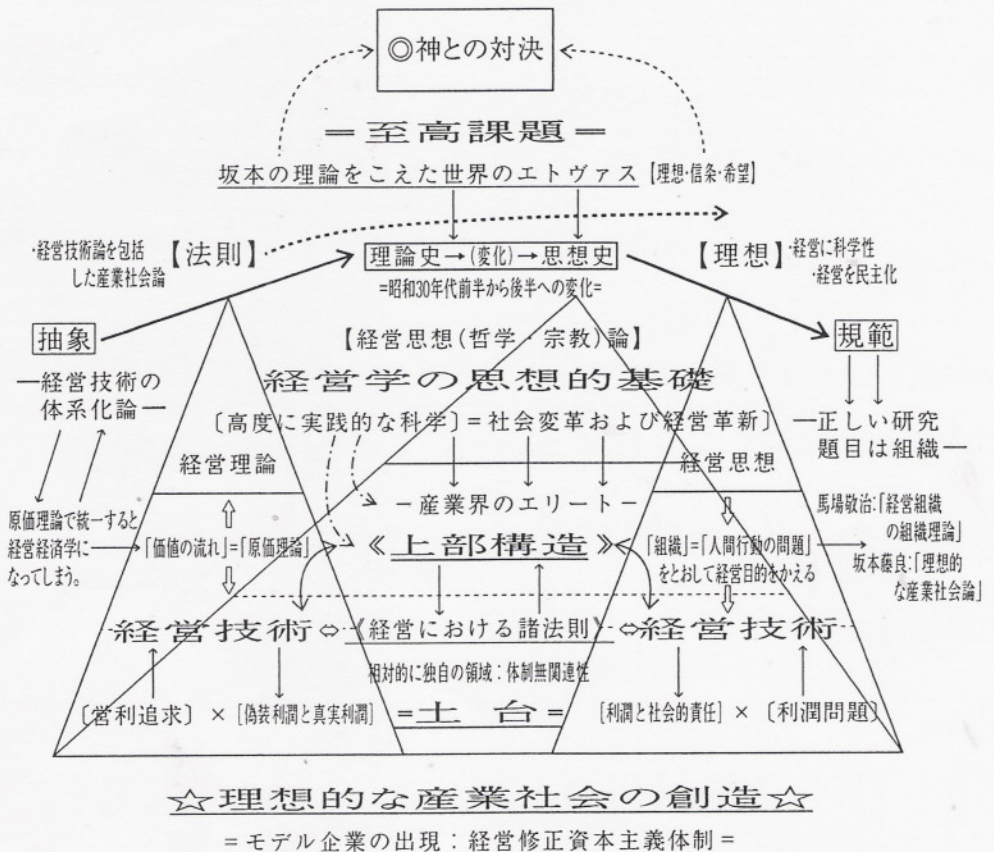 ◎神との対決
＝至高課題＝
坂本の理論をこえた世界のエトヴァス【理想・信条・希望】
・経営技術論を包括
した産業社会論
【法則】
理論史→(変化)→思想史
【理想】
・経営に科学性
・経営を民主化
=昭和30年代前半から後半への変化=
抽象
【経営思想(哲学・宗教)論】
規範
―経営技術の
体系化論―
経営学の思想的基礎
〔高度に実践的な科学〕＝社会変革および経営革新〕
―正しい研究
題目は組織―
経営理論
経営思想
－産業界のエリート－
原価理論で統一すると
経営経済学に
なってしまう。
「価値の流れ」=「原価理論」
《上部構造》
「組織」=「人間行動の問題」
をとおして経営目的をかえる
馬場敬治:「経営組織
の組織理論」
坂本藤良:「理想的
な産業社会論」
経営技術⇔《経営における諸法則》⇔経営技術
相対的に独自の領域：体制無関連性
〔営利追求〕×[偽装利潤と真実利潤]
=土台=
[利潤と社会的責任]×〔利潤問題〕
☆理想的な産業社会の創造☆
＝モデル企業の出現：経営修正資本主義体制＝